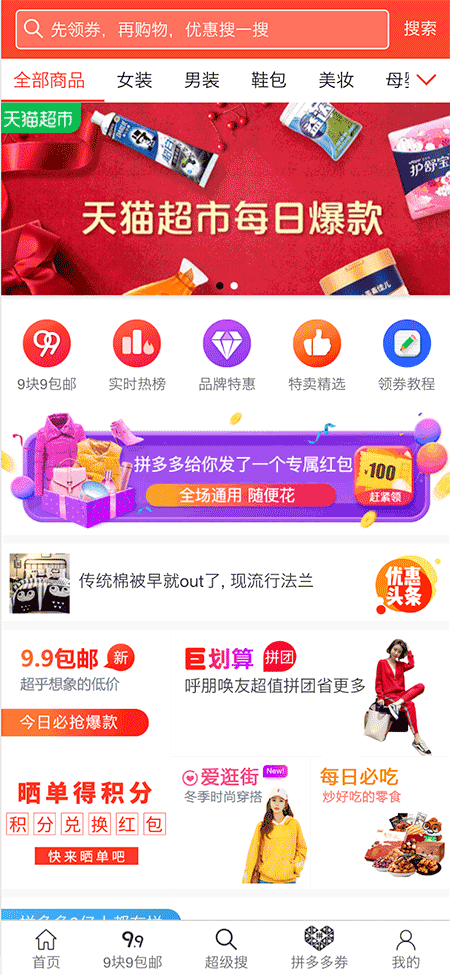 先领券，再购物，优惠搜一搜
搜索
全部商品 女装 男装 鞋包 美妆 母婴
天猫超市
护舒宝
天猫超市每日爆款
9块9包邮 实时热榜 品牌特惠 特卖精选 领券教程
拼多多给你发了一个专属红包
全场通用 随便花
¥100
赶紧领
传统棉被早就out了, 现流行法兰
优惠
头条
9.9包邮 新
超乎想象的低价
今日必抢爆款
巨划算 拼团
呼朋唤友超值拼团省更多
晒单得积分
积分兑换红包
快来晒单吧
爱逛街 New!
冬季时尚穿搭
每日必吃
炒好吃的零食
首页 9块9包邮 超级搜 拼多多券 我的